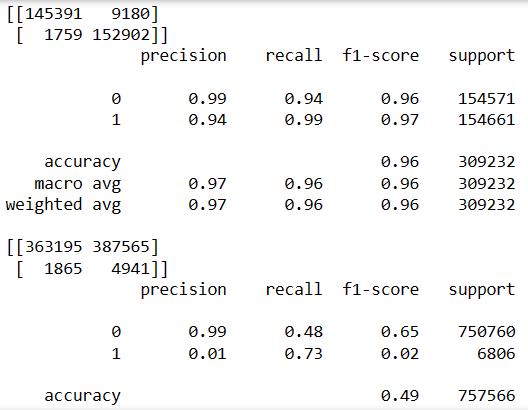 [[145391   9180]
 [  1759 152902]]
              precision    recall  f1-score   support

           0       0.99      0.94      0.96    154571
           1       0.94      0.99      0.97    154661

    accuracy                           0.96    309232
   macro avg       0.97      0.96      0.96    309232
weighted avg       0.97      0.96      0.96    309232

[[363195 387565]
 [  1865   4941]]
              precision    recall  f1-score   support

           0       0.99      0.48      0.65    750760
           1       0.01      0.73      0.02      6806

    accuracy                           0.49    757566